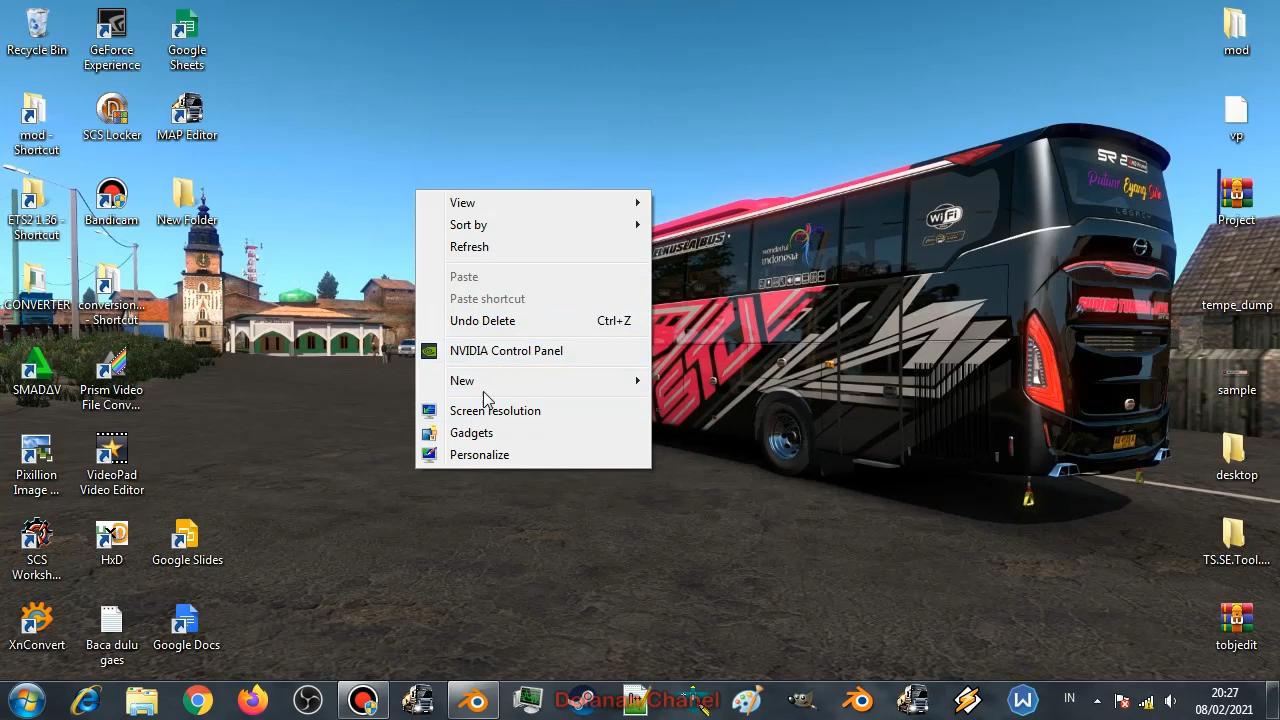 Recycle Bin
GeForce
Experience
Google
Sheets
mod -
Shortcut
SCS Locker
MAP Editor
ETS2 1.36 -
Shortcut
Bandicam
New Folder
CONVERTER
conversion...
- Shortcut
SMADΔV
Prism Video
File Conv...
Pixillion
Image ...
VideoPad
Video Editor
SCS
Worksh...
HxD
Google Slides
XnConvert
Baca dulu
gaes
Google Docs
View
Sort by
Refresh
Paste
Paste shortcut
Undo Delete Ctrl+Z
NVIDIA Control Panel
New
Screen resolution
Gadgets
Personalize
SR 2
LEGACY
WiFi
wonderful
indonesia
mod
vp
Project
tempe_dump
sample
desktop
TS.SE.Tool....
tobjedit
IN
20:27
08/02/2021